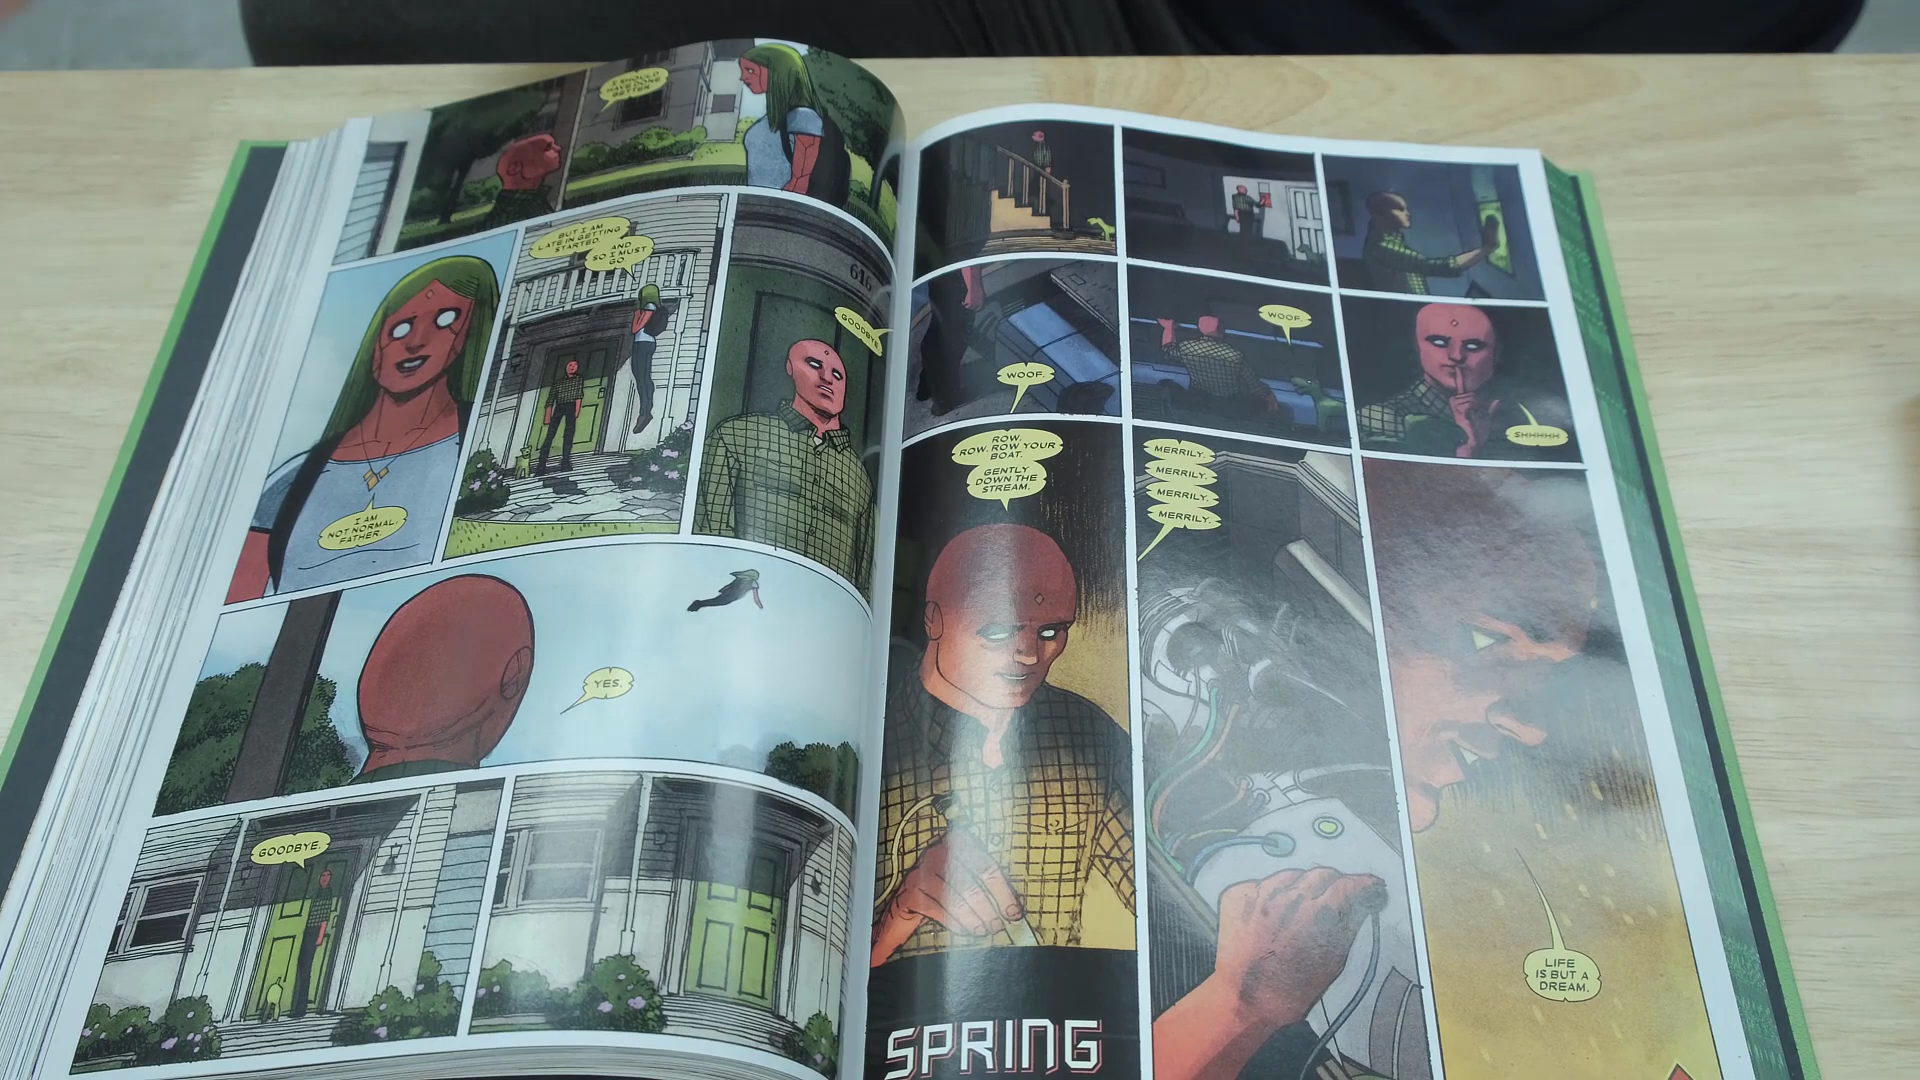 I SHOULD
HAVE DONE
BETTER.
BUT I AM
LATE IN GETTING
STARTED.
AND
SO I MUST
GO.
616
GOODBYE
I AM
NOT NORMAL,
FATHER.
YES.
GOODBYE.
WOOF.
WOOF.
SHHHHH
ROW,
ROW, ROW YOUR
BOAT.
GENTLY
DOWN THE
STREAM.
MERRILY.
MERRILY.
MERRILY.
MERRILY.
LIFE
IS BUT A
DREAM.
SPRING